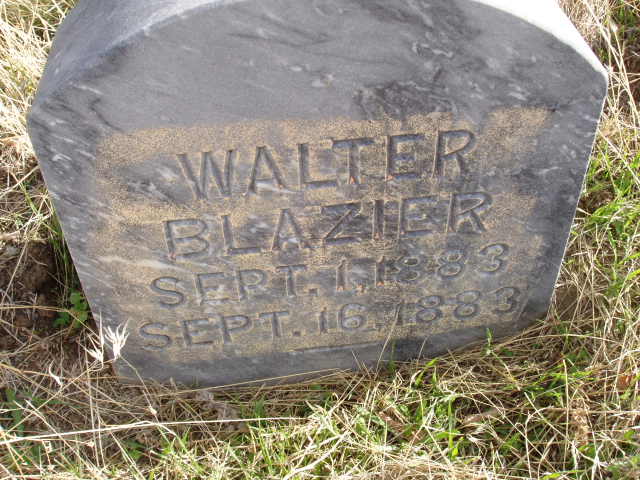 WALTER
BLAZIER
SEPT. 1, 1883
SEPT. 16, 1883